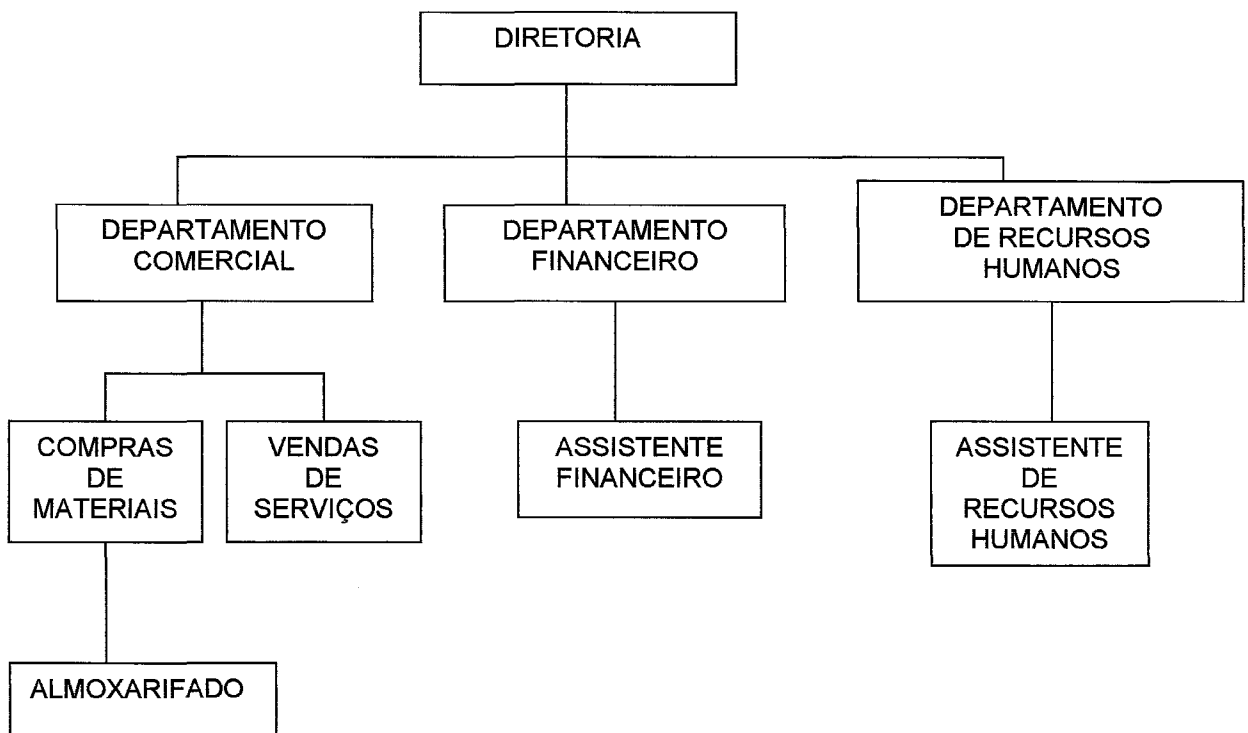 DIRETORIA
DEPARTAMENTO
COMERCIAL
DEPARTAMENTO
FINANCEIRO
DEPARTAMENTO
DE RECURSOS
HUMANOS
COMPRAS
DE
MATERIAIS
VENDAS
DE
SERVIÇOS
ASSISTENTE
FINANCEIRO
ASSISTENTE
DE
RECURSOS
HUMANOS
ALMOXARIFADO